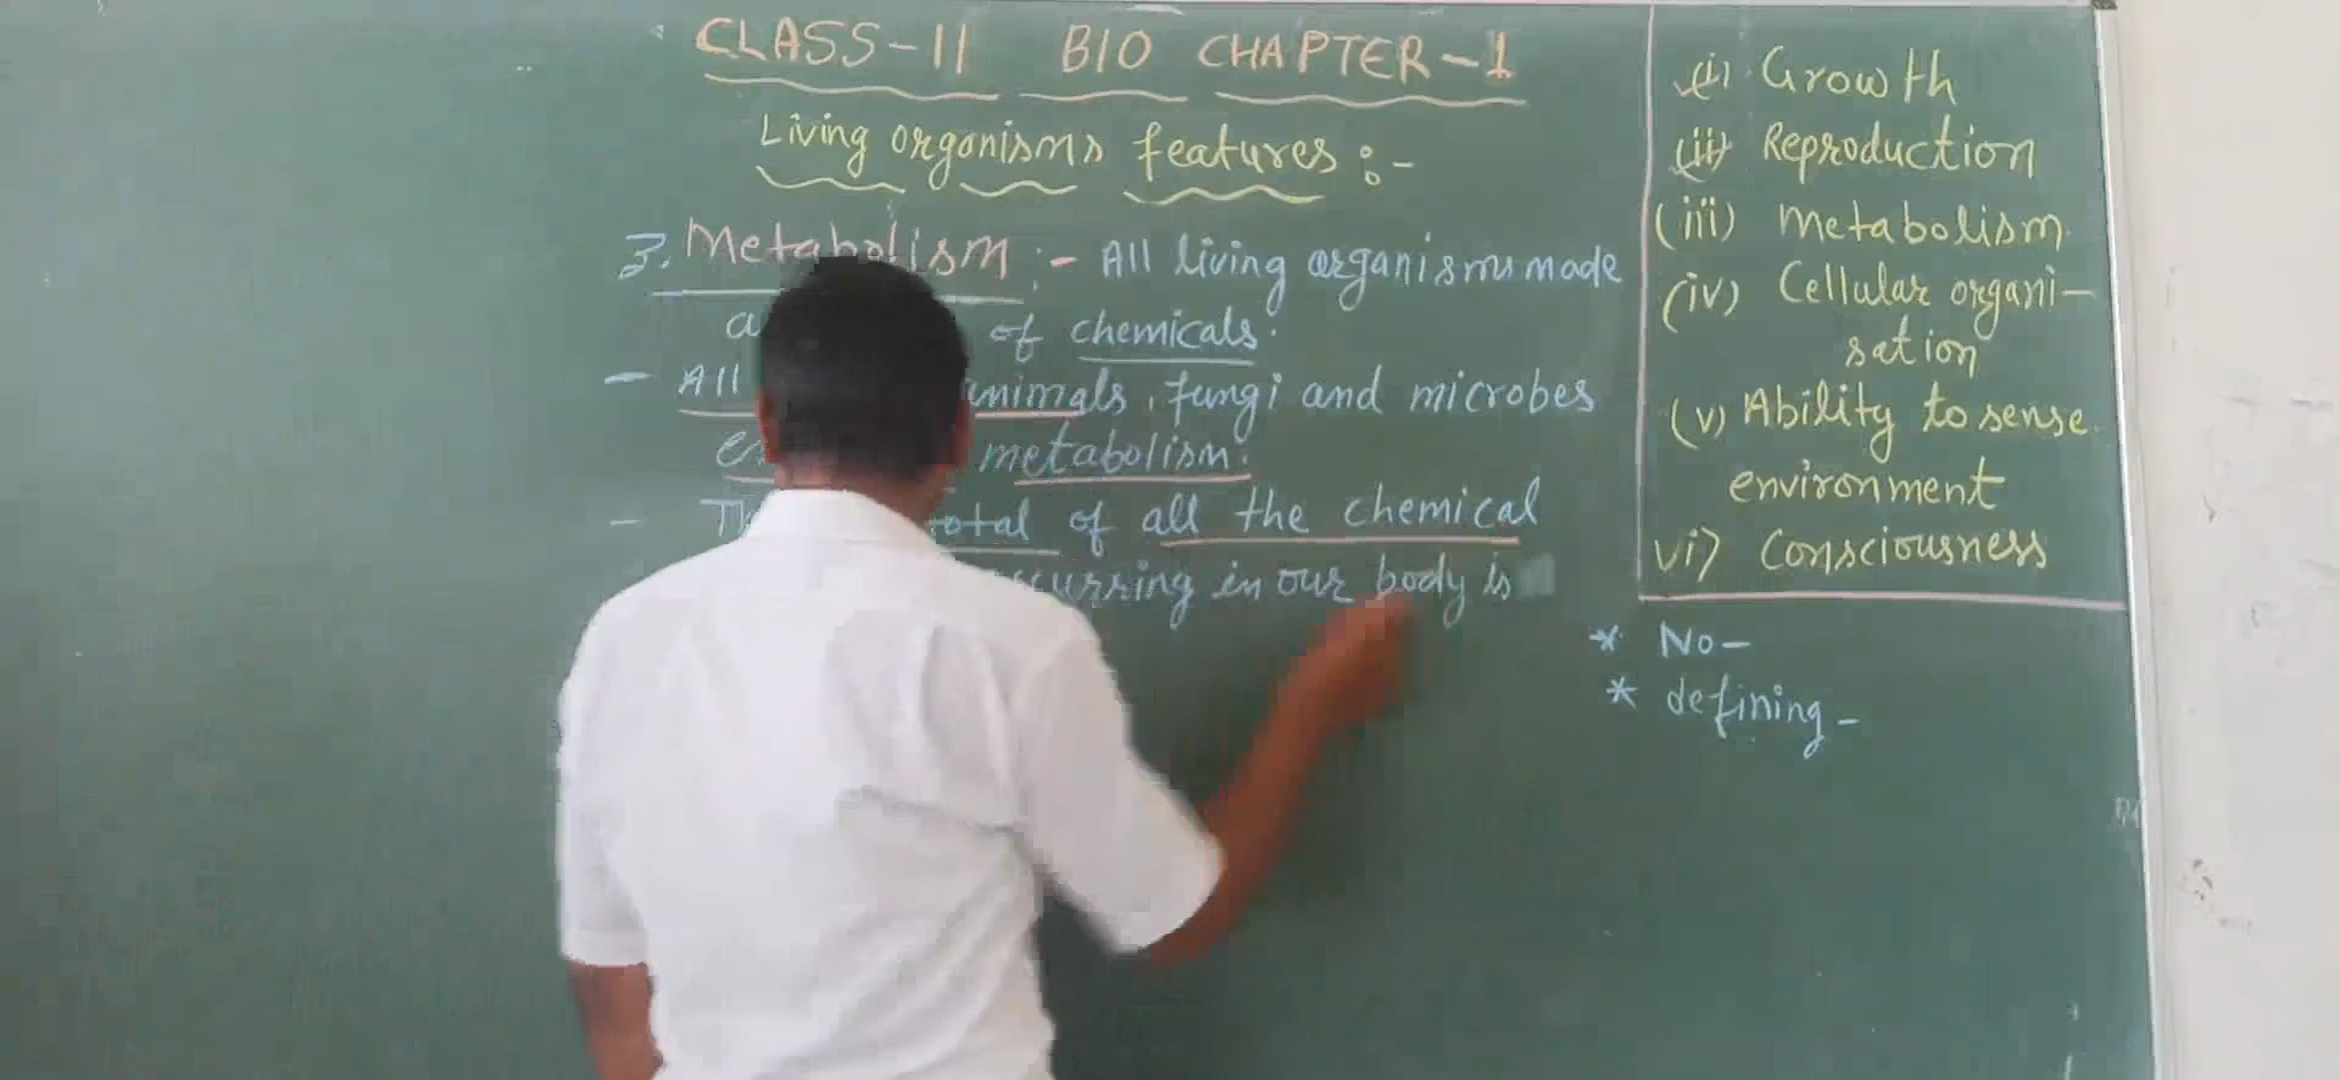 CLASS-11 BIO CHAPTER-1
Living organisms features :-
3. Metabolism :- All living organisms made
of chemicals.
- All animals, fungi and microbes
metabolism.
- total of all the chemical
occurring in our body is
(i) Growth
(ii) Reproduction
(iii) Metabolism
(iv) Cellular organi-
sation
(v) Ability to sense
environment
vi) Consciousness
* No-
* defining-